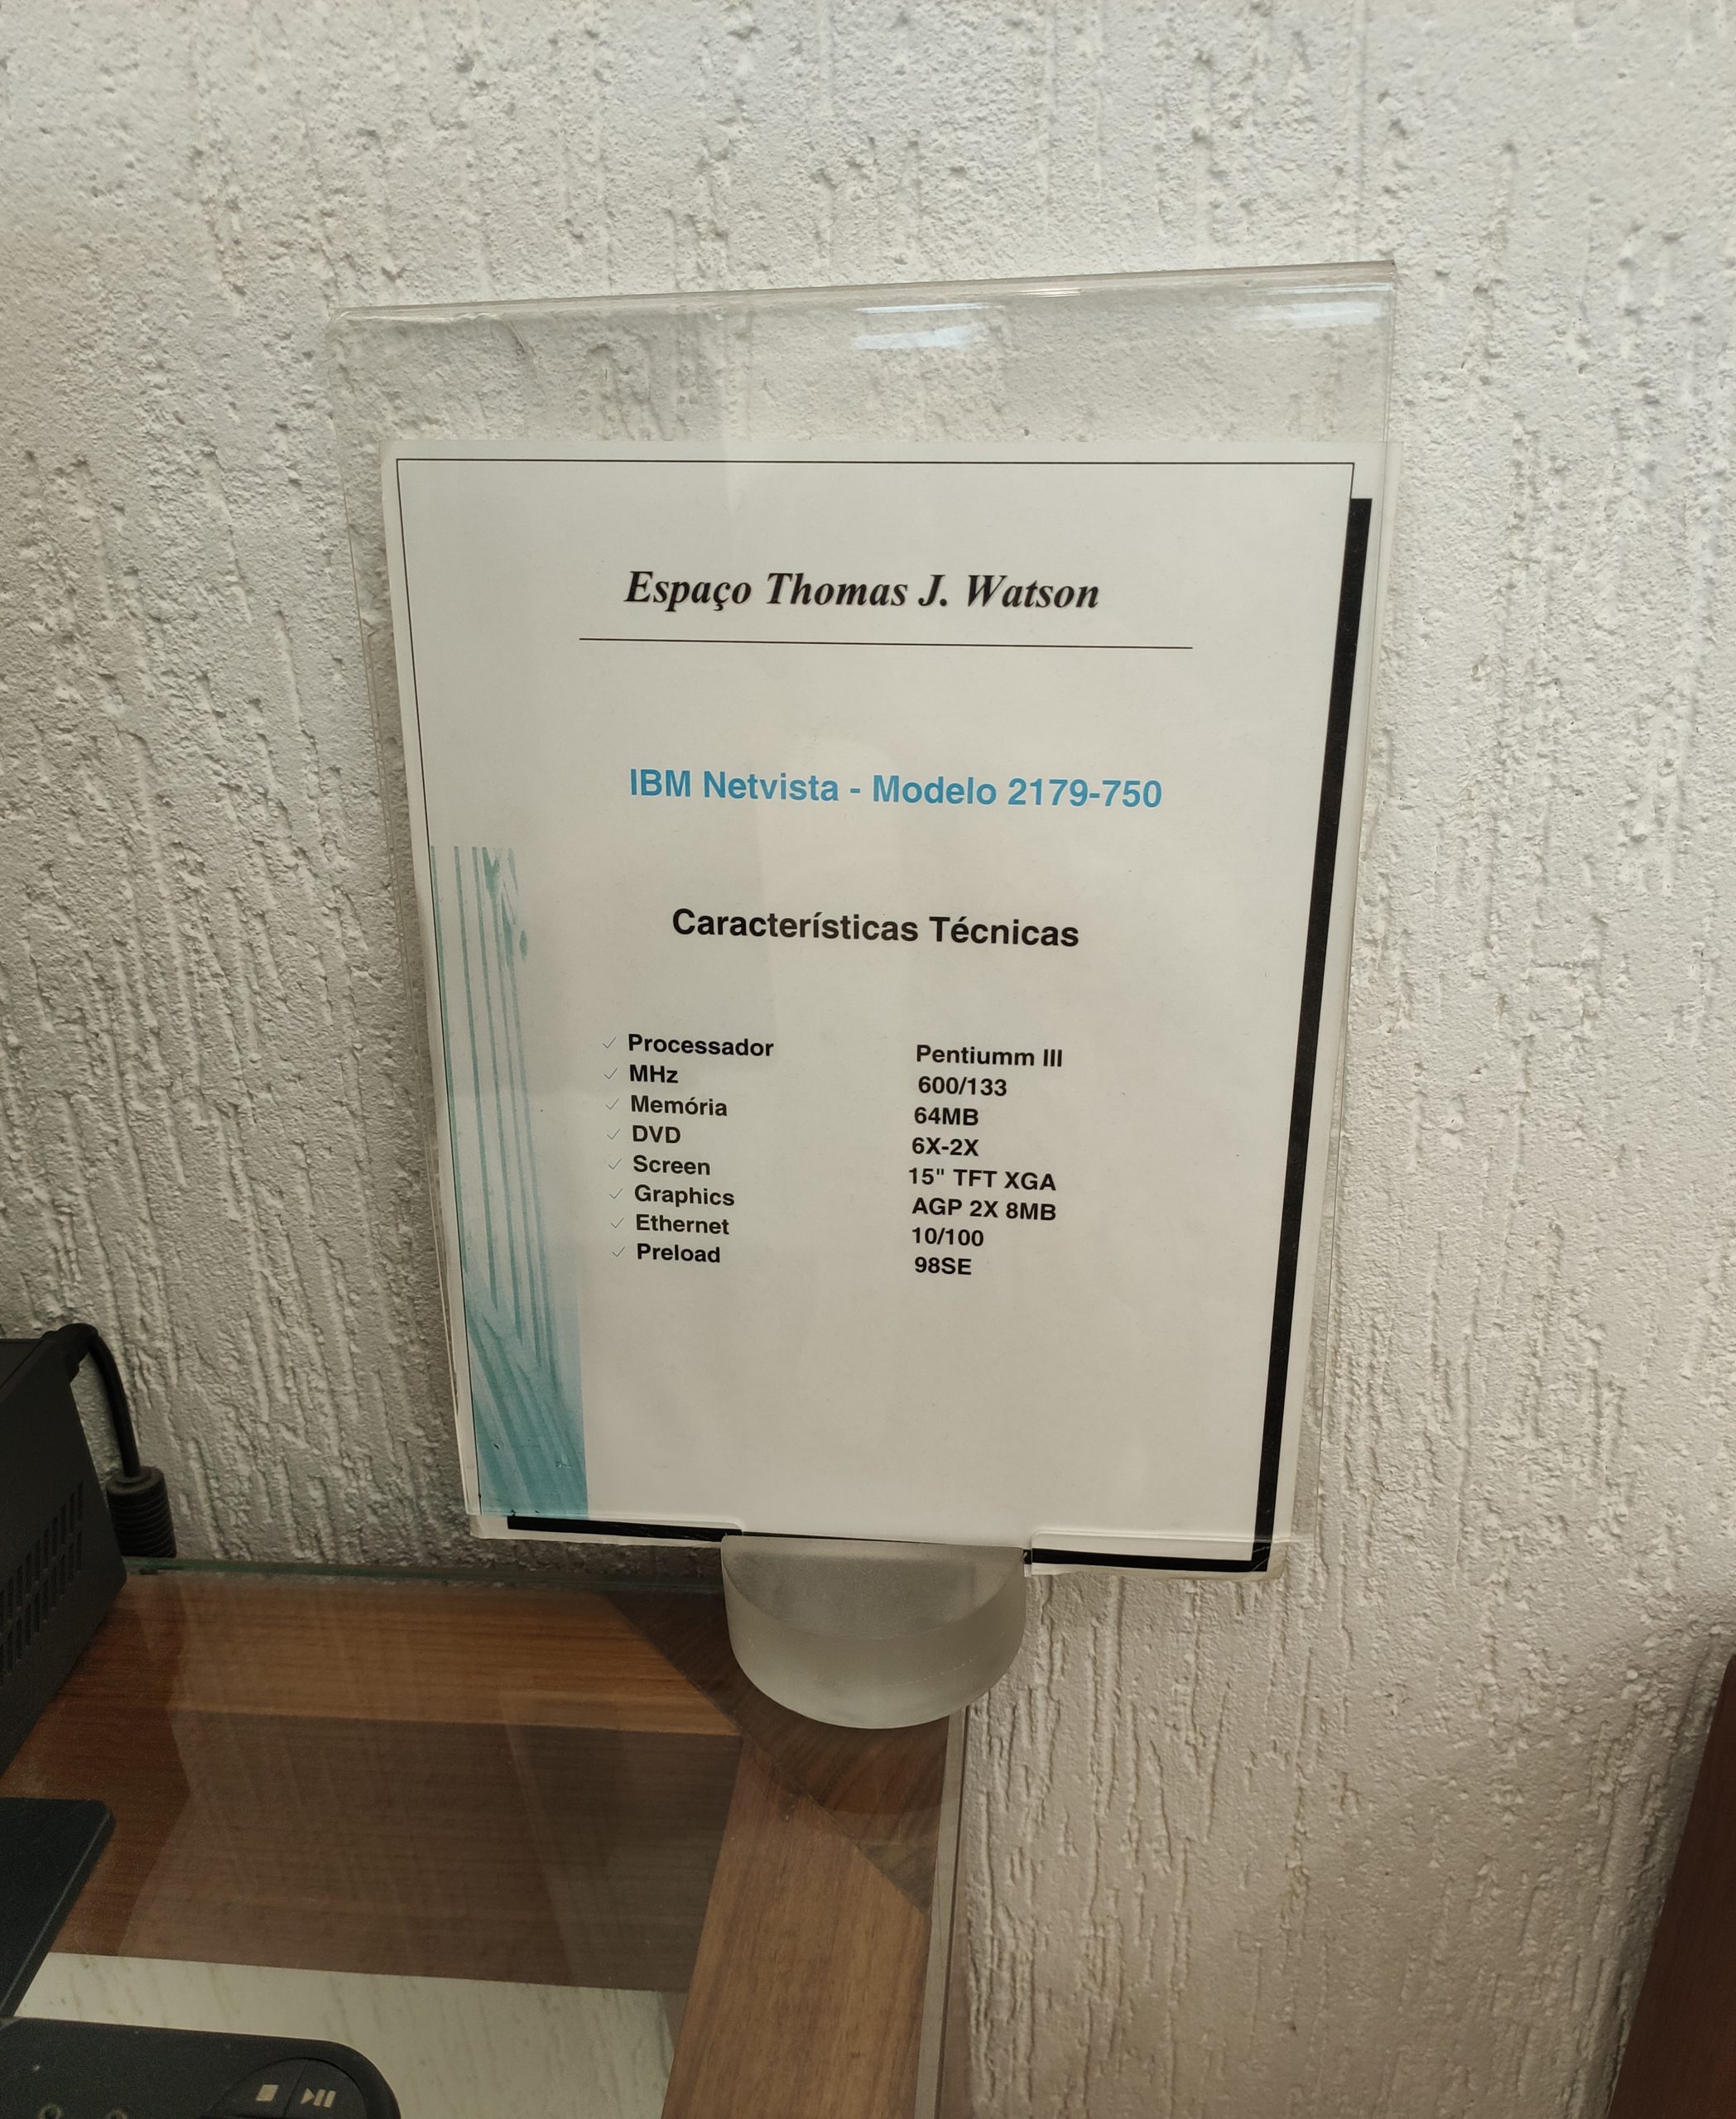 Espaço Thomas J. Watson
IBM Netvista - Modelo 2179-750
Características Técnicas
Processador Pentiumm III
MHz 600/133
Memória 64MB
DVD 6X-2X
Screen 15" TFT XGA
Graphics AGP 2X 8MB
Ethernet 10/100
Preload 98SE